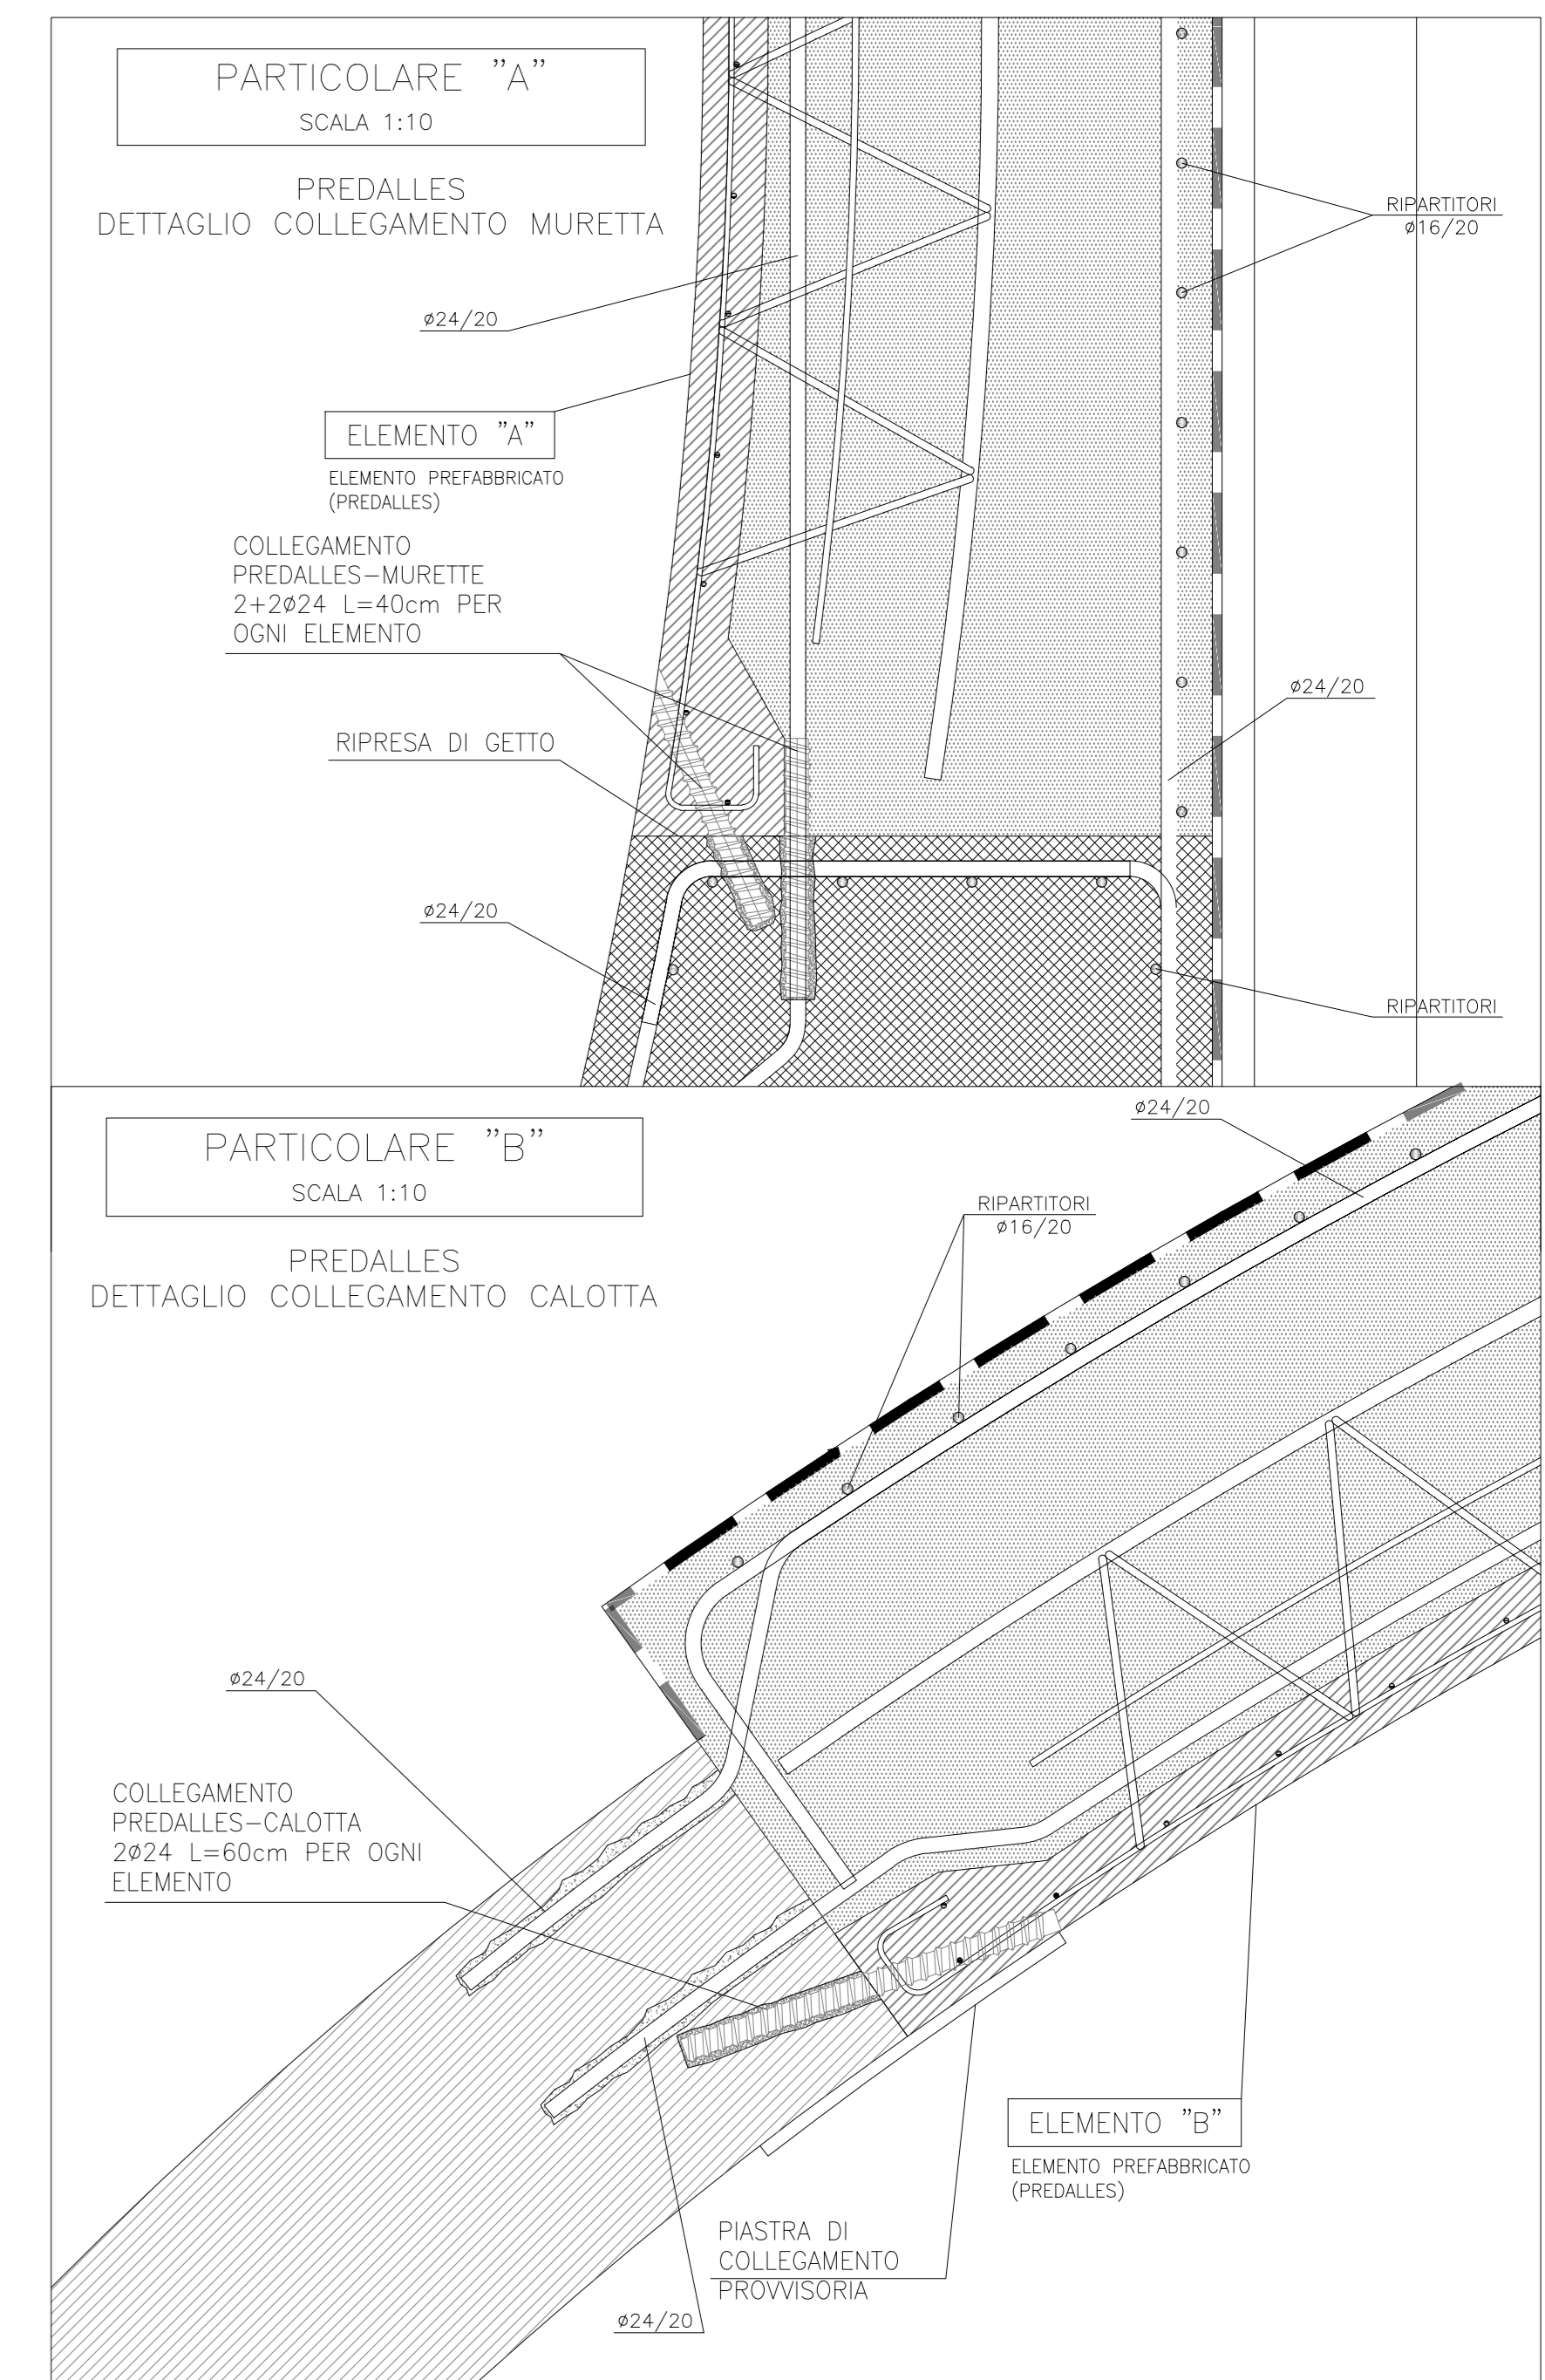 PARTICOLARE "A"
SCALA 1:10
PREDALLES
DETTAGLIO COLLEGAMENTO MURETTA
RIPARTITORI
ø16/20
ø24/20
ELEMENTO "A"
ELEMENTO PREFABBRICATO
(PREDALLES)
COLLEGAMENTO
PREDALLES-MURETTE
2+2ø24 L=40cm PER
OGNI ELEMENTO
ø24/20
RIPRESA DI GETTO
ø24/20
RIPARTITORI
PARTICOLARE "B"
SCALA 1:10
PREDALLES
DETTAGLIO COLLEGAMENTO CALOTTA
ø24/20
RIPARTITORI
ø16/20
ø24/20
COLLEGAMENTO
PREDALLES-CALOTTA
2ø24 L=60cm PER OGNI
ELEMENTO
ELEMENTO "B"
ELEMENTO PREFABBRICATO
(PREDALLES)
PIASTRA DI
COLLEGAMENTO
PROVVISORIA
ø24/20